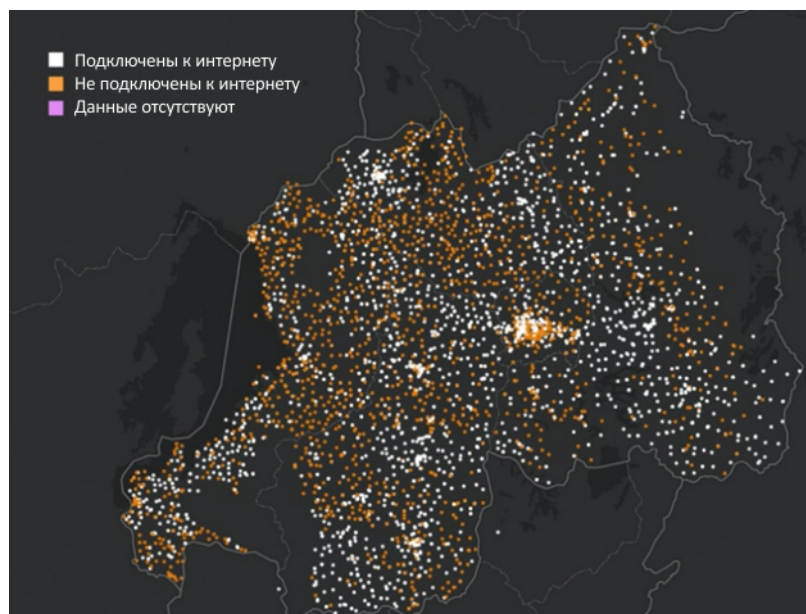 Подключены к интернету
Не подключены к интернету
Данные отсутствуют